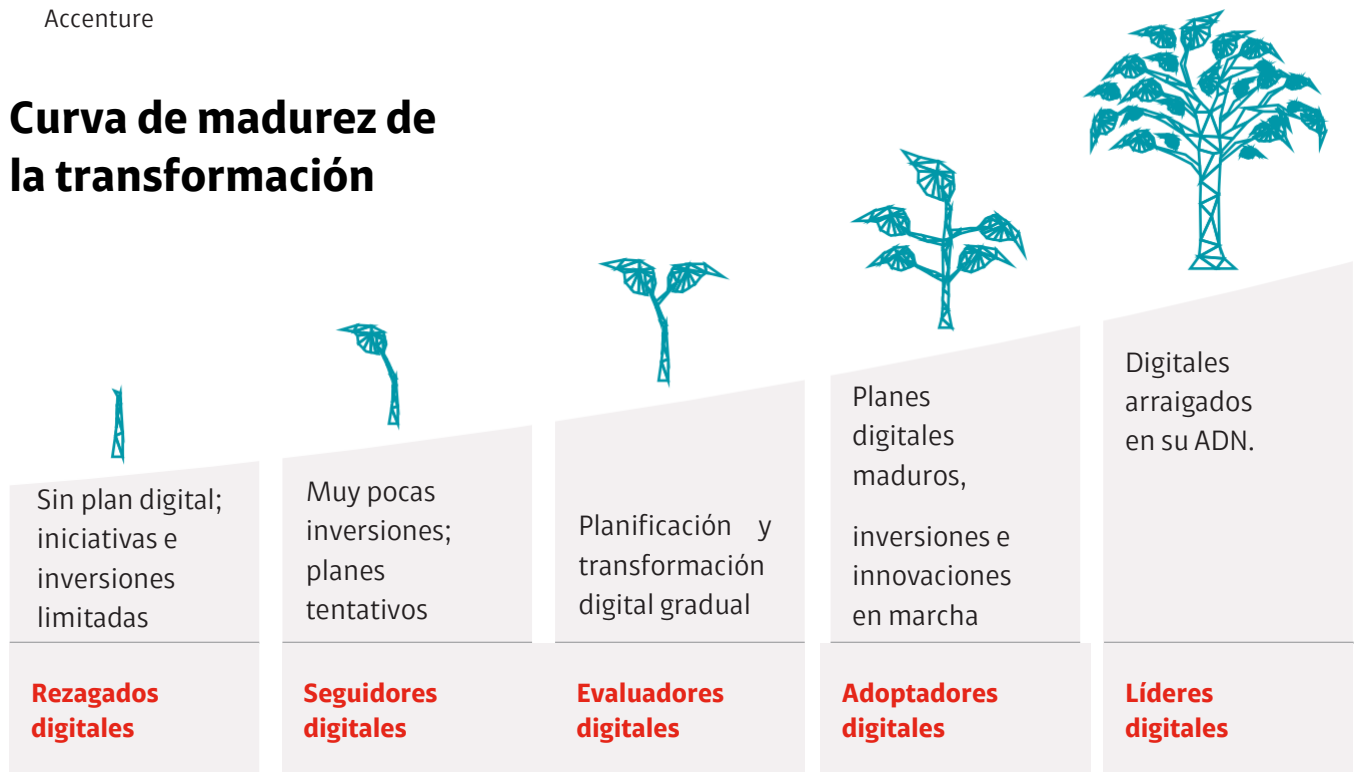 Accenture
Curva de madurez de
la transformación
Sin plan digital;
iniciativas e
inversiones
limitadas
Rezagados
digitales
Muy pocas
inversiones;
planes
tentativos
Seguidores
digitales
Planificación y
transformación
digital gradual
Evaluadores
digitales
Planes
digitales
maduros,
inversiones e
innovaciones
en marcha
Adoptadores
digitales
Digitales
arraigados
en su ADN.
Líderes
digitales